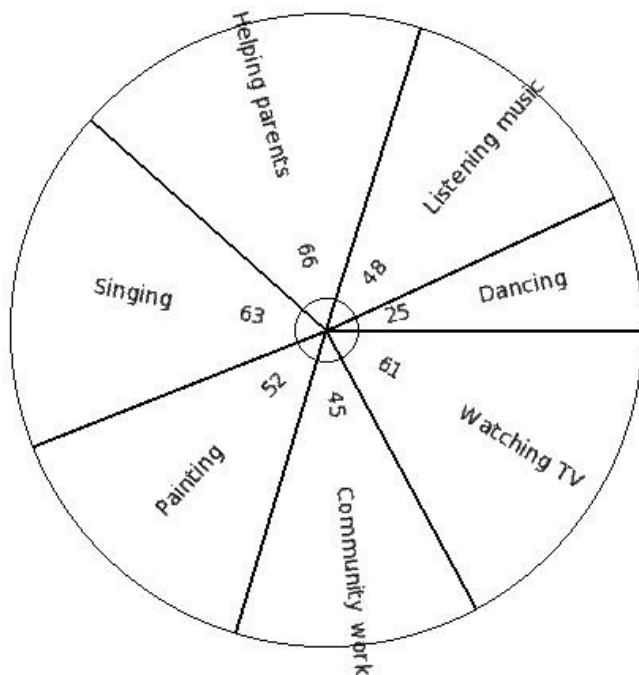 Helping parents
66
Listening music
48
Dancing
25
Singing
63
Painting
52
Community work
45
Watching TV
61